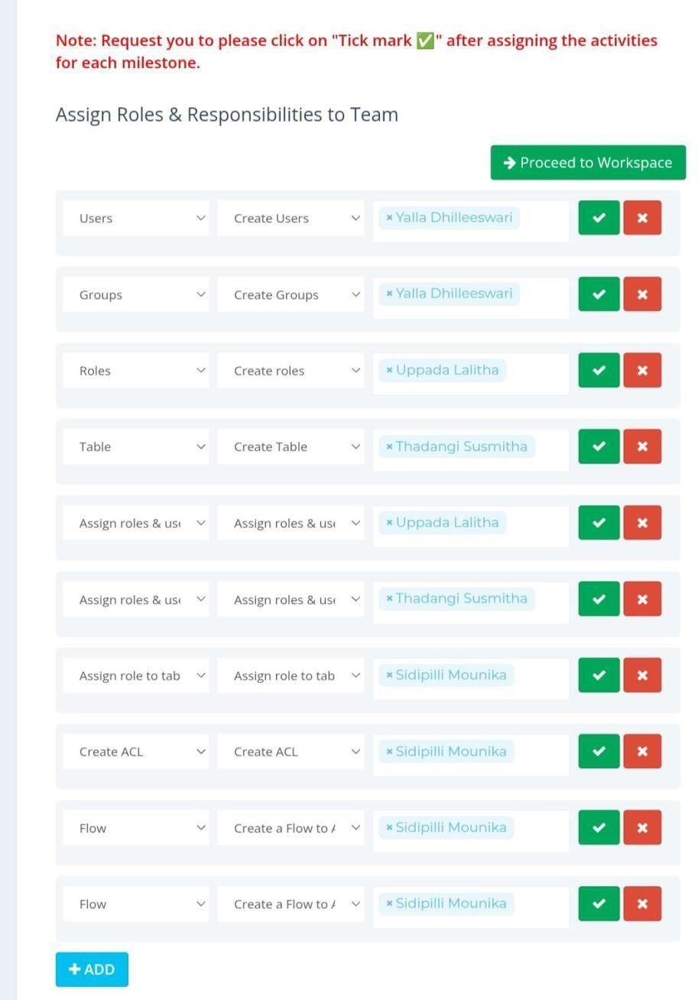 Note: Request you to please click on "Tick mark ✅" after assigning the activities
for each milestone.
Assign Roles & Responsibilities to Team
Proceed to Workspace
Users Create Users × Yalla Dhilleeswari
Groups Create Groups × Yalla Dhilleeswari
Roles Create roles × Uppada Lalitha
Table Create Table × Thadangi Susmitha
Assign roles & Assign roles & × Uppada Lalitha
Assign roles & Assign roles & × Thadangi Susmitha
Assign role to tab Assign role to tab × Sidipilli Mounika
Create ACL Create ACL × Sidipilli Mounika
Flow Create a Flow to × Sidipilli Mounika
Flow Create a Flow to × Sidipilli Mounika
+ ADD